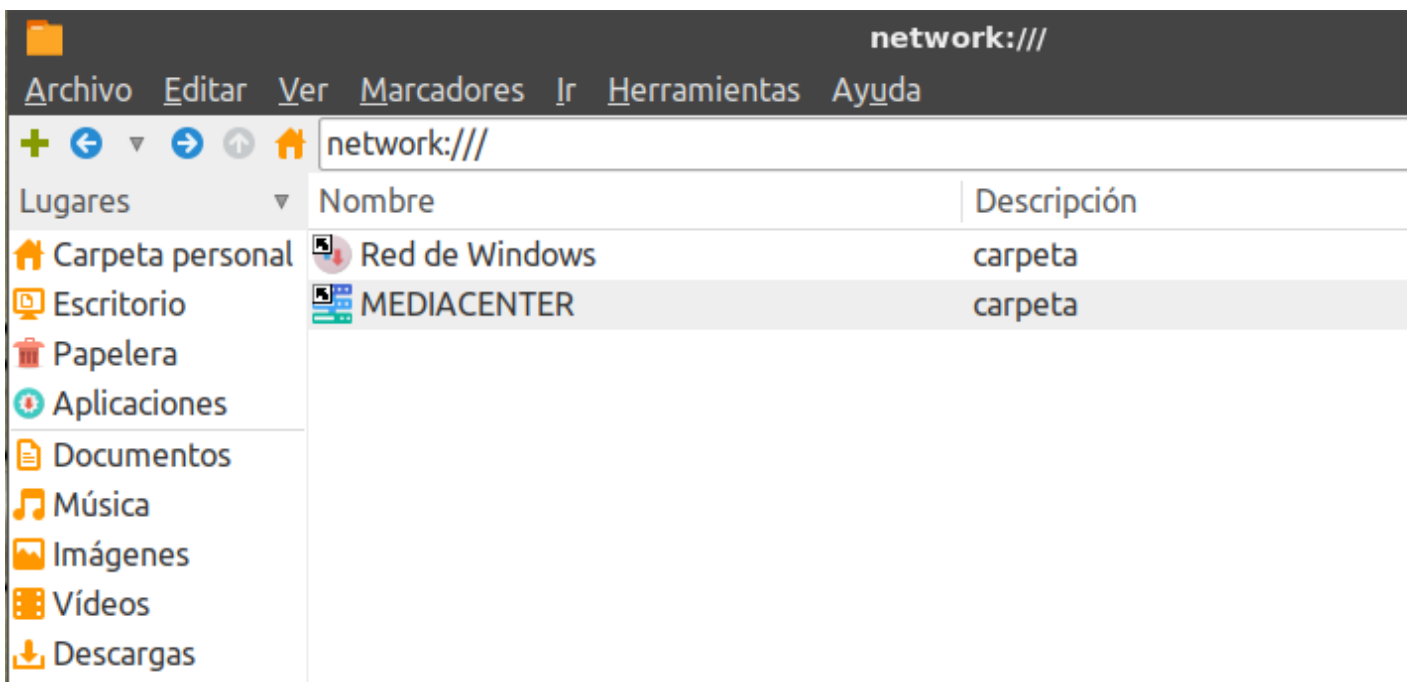 network:///
Archivo Editar Ver Marcadores Ir Herramientas Ayuda
network:///
Lugares Nombre Descripción
Carpeta personal Red de Windows carpeta
Escritorio MEDIACENTER carpeta
Papelera
Aplicaciones
Documentos
Música
Imágenes
Vídeos
Descargas